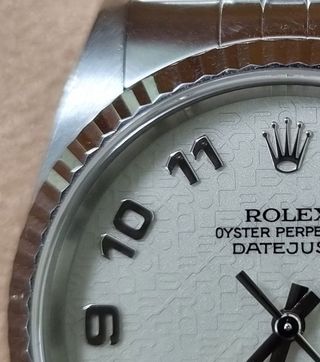 11
10
9
ROLEX
OYSTER PERPE
DATEJUS